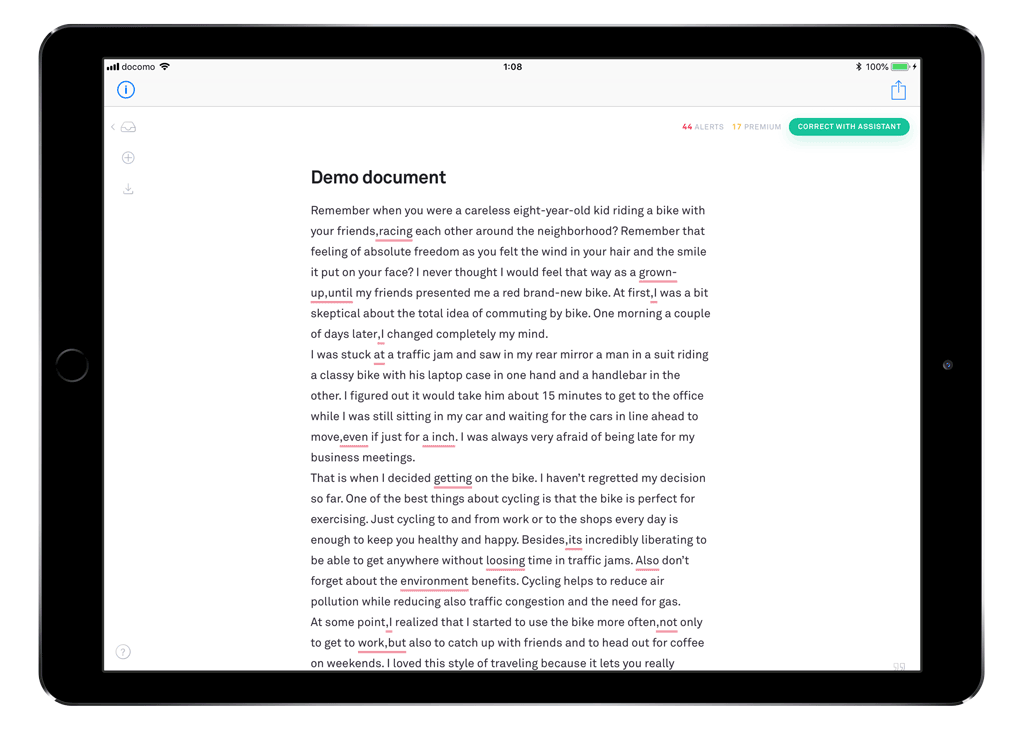 docomo 1:08 100%
44 ALERTS 17 PREMIUM CORRECT WITH ASSISTANT
Demo document
Remember when you were a careless eight-year-old kid riding a bike with
your friends,racing each other around the neighborhood? Remember that
feeling of absolute freedom as you felt the wind in your hair and the smile
it put on your face? I never thought I would feel that way as a grown-
up,until my friends presented me a red brand-new bike. At first,I was a bit
skeptical about the total idea of commuting by bike. One morning a couple
of days later,I changed completely my mind.
I was stuck at a traffic jam and saw in my rear mirror a man in a suit riding
a classy bike with his laptop case in one hand and a handlebar in the
other. I figured out it would take him about 15 minutes to get to the office
while I was still sitting in my car and waiting for the cars in line ahead to
move,even if just for a inch. I was always very afraid of being late for my
business meetings.
That is when I decided getting on the bike. I haven't regretted my decision
so far. One of the best things about cycling is that the bike is perfect for
exercising. Just cycling to and from work or to the shops every day is
enough to keep you healthy and happy. Besides,its incredibly liberating to
be able to get anywhere without loosing time in traffic jams. Also don't
forget about the environment benefits. Cycling helps to reduce air
pollution while reducing also traffic congestion and the need for gas.
At some point,I realized that I started to use the bike more often,not only
to get to work,but also to catch up with friends and to head out for coffee
on weekends. I loved this style of traveling because it lets you really